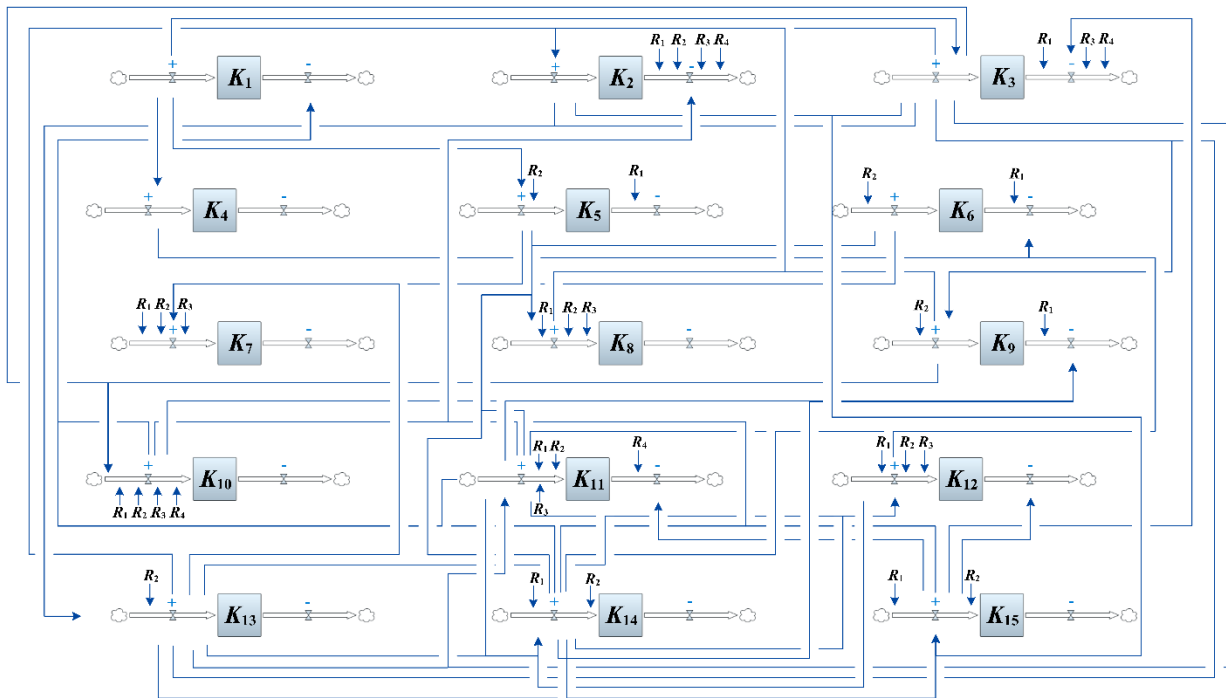 R1 R2 R3 R4 R1 R3 R4
+ - + - + -
K1 K2 K3
R2 R1 R2 R1
+ - + - + -
K4 K5 K6
R1 R2 R3 R1 R2 R3 R2 R1
+ - + - + -
K7 K8 K9
R1 R2 R4 R1 R2 R3
+ - + - + -
K10 K11 K12
R1 R2 R3 R4 R3
R2 R1 R2 R1 R2
+ - + - + -
K13 K14 K15